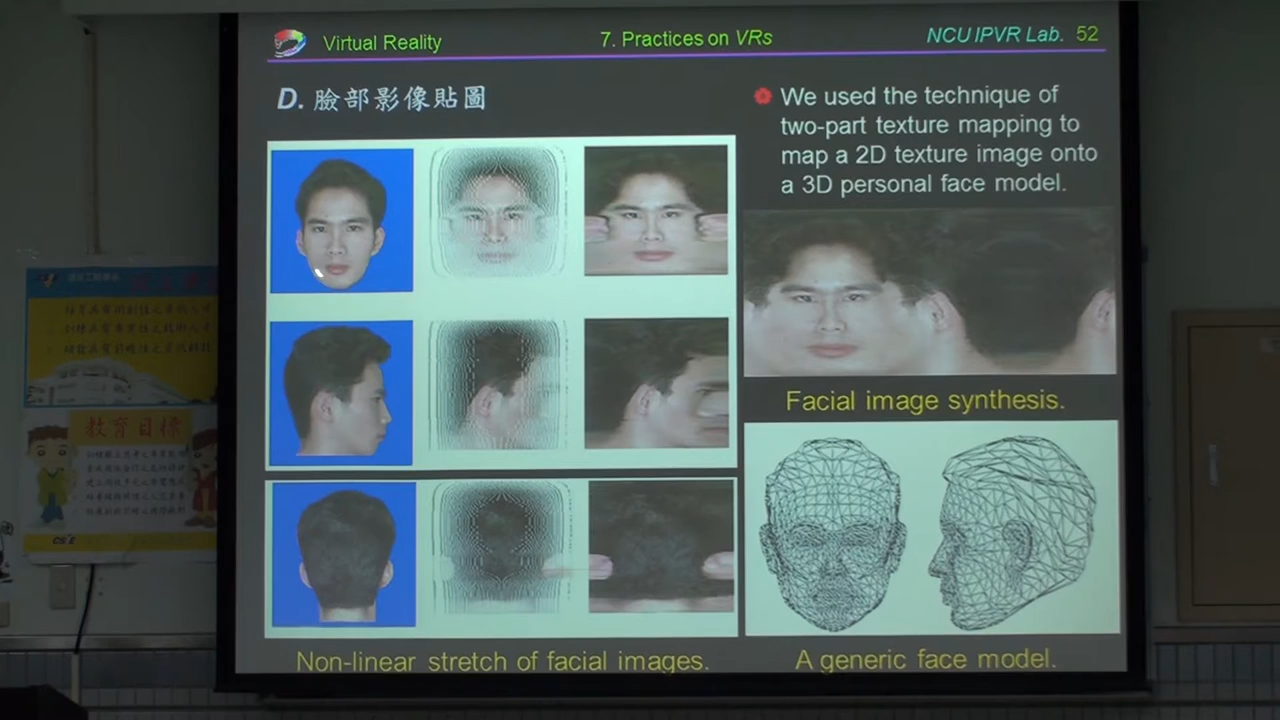 Virtual Reality
7. Practices on VRs
NCU IPVR Lab. 52
D. 臉部影像貼圖
We used the technique of
two-part texture mapping to
map a 2D texture image onto
a 3D personal face model.
Facial image synthesis.
Non-linear stretch of facial images.
A generic face model.
教育目標